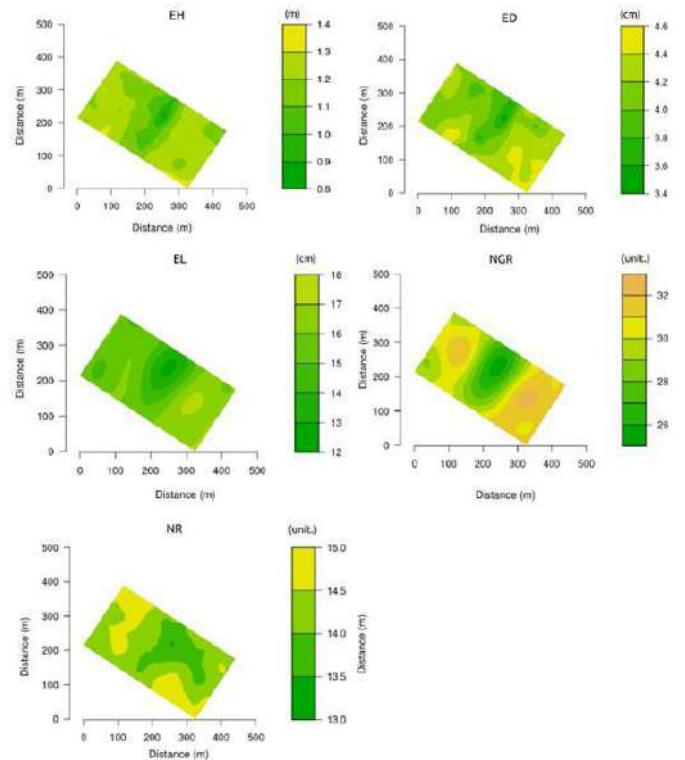 EH
(m)
500
400
300
200
100
0
Distance (m)
0 100 200 300 400 500
Distance (m)
1.4
1.3
1.2
1.1
1.0
0.9
0.8
ED
(cm)
500
400
300
200
100
0
Distance (m)
0 100 200 300 400 500
Distance (m)
4.6
4.4
4.2
4.0
3.8
3.6
3.4
EL
(cm)
500
400
300
200
100
0
Distance (m)
0 100 200 300 400 500
Distance (m)
18
17
16
15
14
13
12
NGR
(unit.)
500
400
300
200
100
0
Distance (m)
0 100 200 300 400 500
Distance (m)
32
30
28
26
NR
(unit.)
500
400
300
200
100
0
Distance (m)
0 100 200 300 400 500
Distance (m)
15.0
14.5
14.0
13.5
13.0
Distance (m)